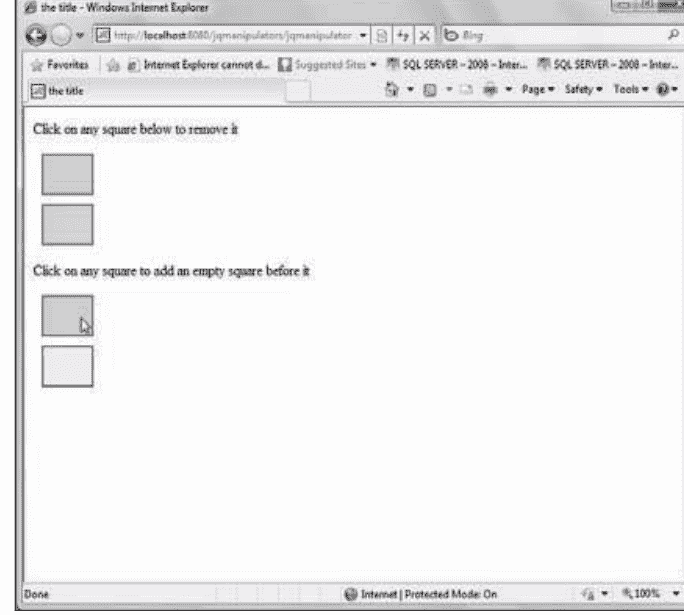 the title - Windows Internet Explorer
http://localhost:8080/jqmanipulators/jqmanipulator
Bing
Favorites Internet Explorer cannot d... Suggested Sites SQL SERVER – 2008 – Inter... SQL SERVER – 2008 – Inter...
the title Page Safety Tools
Click on any square below to remove it
Click on any square to add an empty square before it
Done Internet | Protected Mode: On 100%